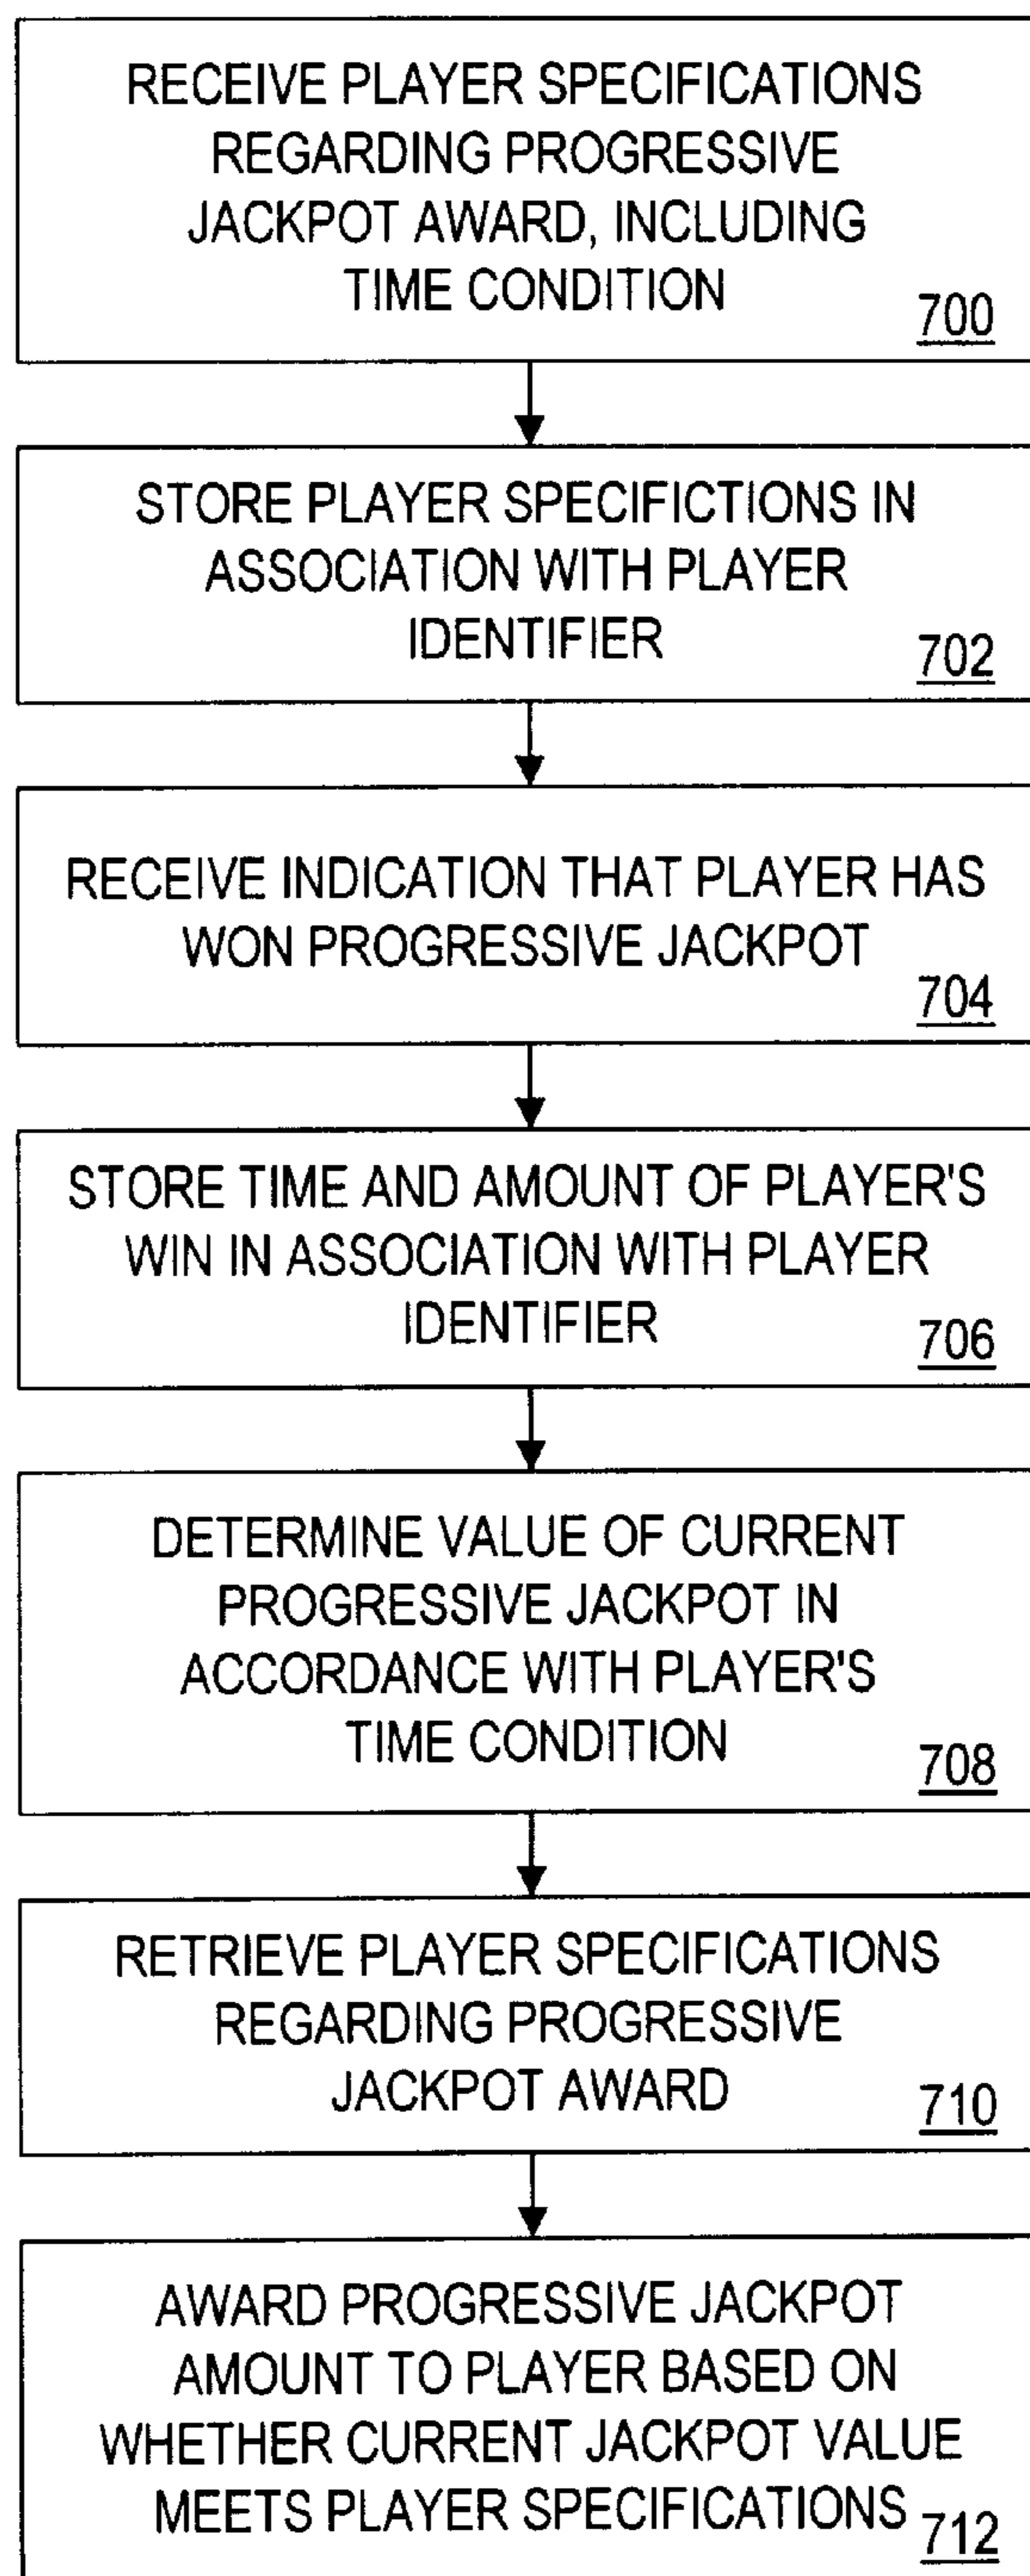 RECEIVE PLAYER SPECIFICATIONS
REGARDING PROGRESSIVE
JACKPOT AWARD, INCLUDING
TIME CONDITION
700
STORE PLAYER SPECIFICTIONS IN
ASSOCIATION WITH PLAYER
IDENTIFIER
702
RECEIVE INDICATION THAT PLAYER HAS
WON PROGRESSIVE JACKPOT
704
STORE TIME AND AMOUNT OF PLAYER'S
WIN IN ASSOCIATION WITH PLAYER
IDENTIFIER
706
DETERMINE VALUE OF CURRENT
PROGRESSIVE JACKPOT IN
ACCORDANCE WITH PLAYER'S
TIME CONDITION
708
RETRIEVE PLAYER SPECIFICATIONS
REGARDING PROGRESSIVE
JACKPOT AWARD
710
AWARD PROGRESSIVE JACKPOT
AMOUNT TO PLAYER BASED ON
WHETHER CURRENT JACKPOT VALUE
MEETS PLAYER SPECIFICATIONS
712